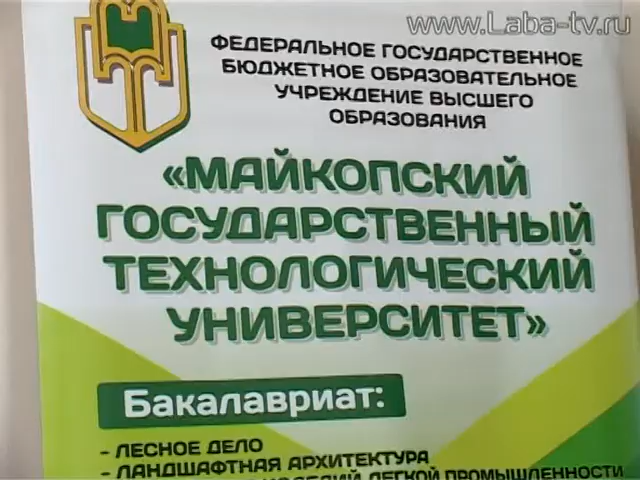 www.Laba-tv.ru
ФЕДЕРАЛЬНОЕ ГОСУДАРСТВЕННОЕ
БЮДЖЕТНОЕ ОБРАЗОВАТЕЛЬНОЕ
УЧРЕЖДЕНИЕ ВЫСШЕГО
ОБРАЗОВАНИЯ
«МАЙКОПСКИЙ
ГОСУДАРСТВЕННЫЙ
ТЕХНОЛОГИЧЕСКИЙ
УНИВЕРСИТЕТ»
Бакалавриат:
- ЛЕСНОЕ ДЕЛО
- ЛАНДШАФТНАЯ АРХИТЕКТУРА
ЛЕГКОЙ ПРОМЫШЛЕННОСТИ